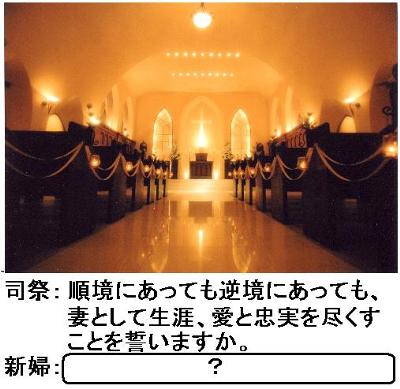 司祭：順境にあっても逆境にあっても、
妻として生涯、愛と忠実を尽くす
ことを誓いますか。
新婦：？